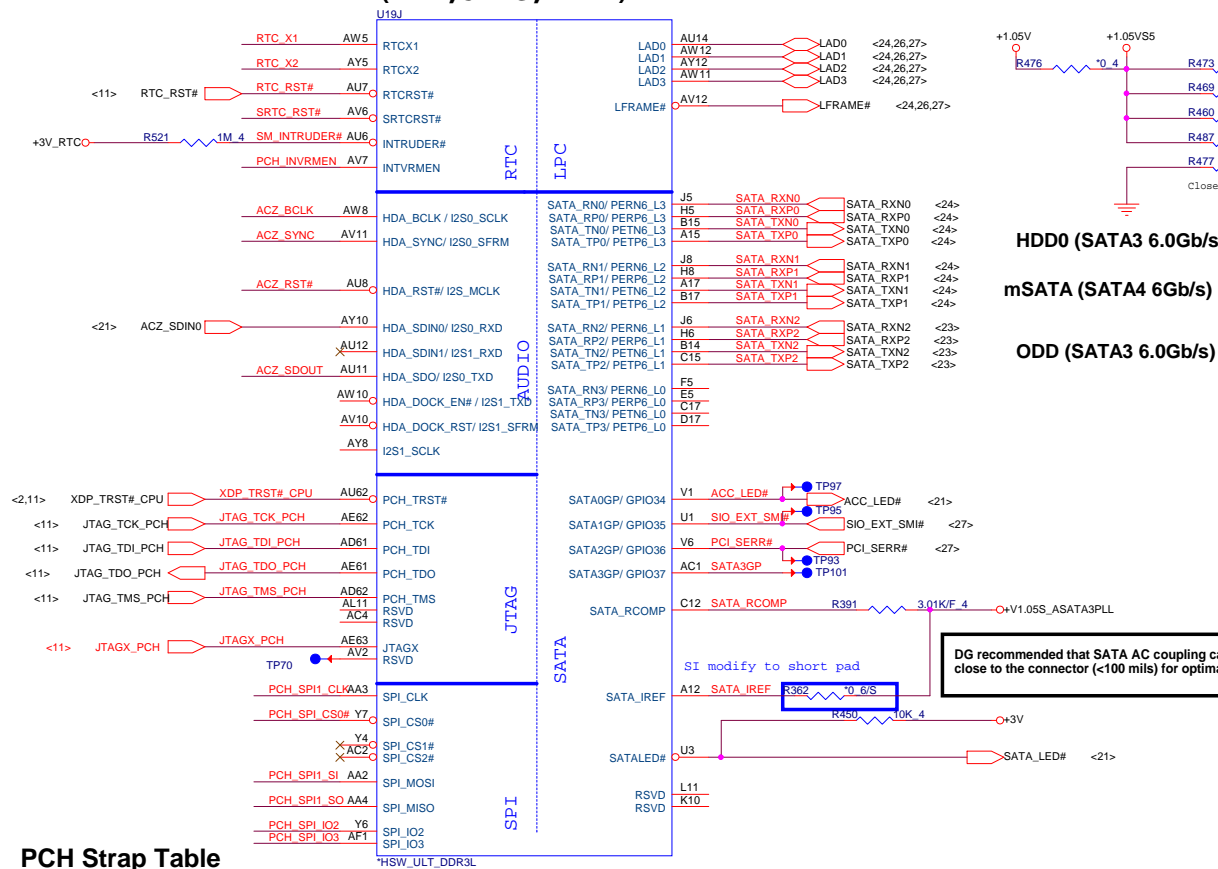 U19J
RTC_X1 AW5 RTCX1
RTC_X2 AY5 RTCX2
<11> RTC_RST# RTC_RST# AU7 RTCRST#
SRTC_RST# AV6 SRTCRST#
+3V_RTC R521 1M_4 SM_INTRUDER# AU6 INTRUDER#
PCH_INVRMEN AV7 INTVRMEN
RTC
LPC
LAD0 AU14 LAD0 <24,26,27>
LAD1 AW12 LAD1 <24,26,27>
LAD2 AY12 LAD2 <24,26,27>
LAD3 AW11 LAD3 <24,26,27>
LFRAME# AV12 LFRAME# <24,26,27>
+1.05V +1.05VS5
R476 *0_4 R473
R469
R460
R487
R477
Close
ACZ_BCLK AW8 HDA_BCLK / I2S0_SCLK
ACZ_SYNC AV11 HDA_SYNC/ I2S0_SFRM
ACZ_RST# AU8 HDA_RST#/ I2S_MCLK
<21> ACZ_SDIN0 AY10 HDA_SDIN0/ I2S0_RXD
AU12 HDA_SDIN1/ I2S1_RXD
ACZ_SDOUT AU11 HDA_SDO/ I2S0_TXD
AW10 HDA_DOCK_EN# / I2S1_TXD
AV10 HDA_DOCK_RST/ I2S1_SFRM
AY8 I2S1_SCLK
AUDIO
SATA_RN0/ PERN6_L3 J5 SATA_RXN0 SATA_RXN0 <24>
SATA_RP0/ PERP6_L3 H5 SATA_RXP0 SATA_RXP0 <24>
SATA_TN0/ PETN6_L3 B15 SATA_TXN0 SATA_TXN0 <24>
SATA_TP0/ PETP6_L3 A15 SATA_TXP0 SATA_TXP0 <24>
HDD0 (SATA3 6.0Gb/s
SATA_RN1/ PERN6_L2 J8 SATA_RXN1 SATA_RXN1 <24>
SATA_RP1/ PERP6_L2 H8 SATA_RXP1 SATA_RXP1 <24>
SATA_TN1/ PETN6_L2 A17 SATA_TXN1 SATA_TXN1 <24>
SATA_TP1/ PETP6_L2 B17 SATA_TXP1 SATA_TXP1 <24>
mSATA (SATA4 6Gb/s)
SATA_RN2/ PERN6_L1 J6 SATA_RXN2 SATA_RXN2 <23>
SATA_RP2/ PERP6_L1 H6 SATA_RXP2 SATA_RXP2 <23>
SATA_TN2/ PETN6_L1 B14 SATA_TXN2 SATA_TXN2 <23>
SATA_TP2/ PETP6_L1 C15 SATA_TXP2 SATA_TXP2 <23>
ODD (SATA3 6.0Gb/s)
SATA_RN3/ PERN6_L0 F5
SATA_RP3/ PERP6_L0 E5
SATA_TN3/ PETN6_L0 C17
SATA_TP3/ PETP6_L0 D17
<2,11> XDP_TRST#_CPU XDP_TRST#_CPU AU62 PCH_TRST#
<11> JTAG_TCK_PCH JTAG_TCK_PCH AE62 PCH_TCK
<11> JTAG_TDI_PCH JTAG_TDI_PCH AD61 PCH_TDI
<11> JTAG_TDO_PCH JTAG_TDO_PCH AE61 PCH_TDO
<11> JTAG_TMS_PCH JTAG_TMS_PCH AD62 PCH_TMS
AL11 RSVD
AC4 RSVD
<11> JTAGX_PCH JTAGX_PCH AE63 JTAGX
TP70 AV2 RSVD
JTAG
SATA
SATA0GP/ GPIO34 V1 ACC_LED# TP97 ACC_LED# <21>
SATA1GP/ GPIO35 U1 SIO_EXT_SMI# TP95 SIO_EXT_SMI# <27>
SATA2GP/ GPIO36 V6 PCI_SERR# PCI_SERR# <27>
TP93
SATA3GP/ GPIO37 AC1 SATA3GP TP101
SATA_RCOMP C12 SATA_RCOMP R391 3.01K/F_4 +V1.05S_ASATA3PLL
DG recommended that SATA AC coupling ca
close to the connector (<100 mils) for optima
SI modify to short pad
SATA_IREF A12 SATA_IREF R362 *0_6/S
R450 10K_4 +3V
SATALED# U3 SATA_LED# <21>
RSVD L11
RSVD K10
PCH_SPI1_CLK AA3 SPI_CLK
PCH_SPI_CS0# Y7 SPI_CS0#
Y4 SPI_CS1#
AC2 SPI_CS2#
PCH_SPI1_SI AA2 SPI_MOSI
PCH_SPI1_SO AA4 SPI_MISO
PCH_SPI_IO2 Y6 SPI_IO2
PCH_SPI_IO3 AF1 SPI_IO3
SPI
*HSW_ULT_DDR3L
PCH Strap Table